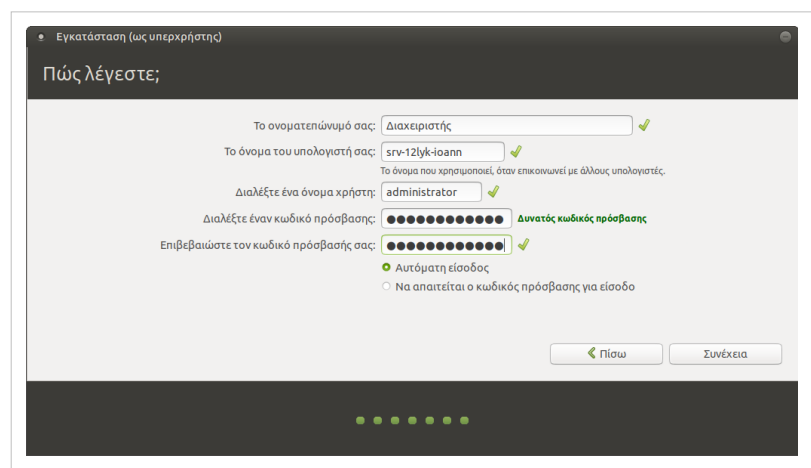 Εγκατάσταση (ως υπερχρήστης)
Πώς λέγεστε;
Το ονοματεπώνυμό σας: Διαχειριστής
Το όνομα του υπολογιστή σας: srv-12lyk-ioann
Το όνομα που χρησιμοποιεί, όταν επικοινωνεί με άλλους υπολογιστές.
Διαλέξτε ένα όνομα χρήστη: administrator
Διαλέξτε έναν κωδικό πρόσβασης: ●●●●●●●●●●●● Δυνατός κωδικός πρόσβασης
Επιβεβαιώστε τον κωδικό πρόσβασής σας: ●●●●●●●●●●●●
Αυτόματη είσοδος
Να απαιτείται ο κωδικός πρόσβασης για είσοδο
Πίσω Συνέχεια